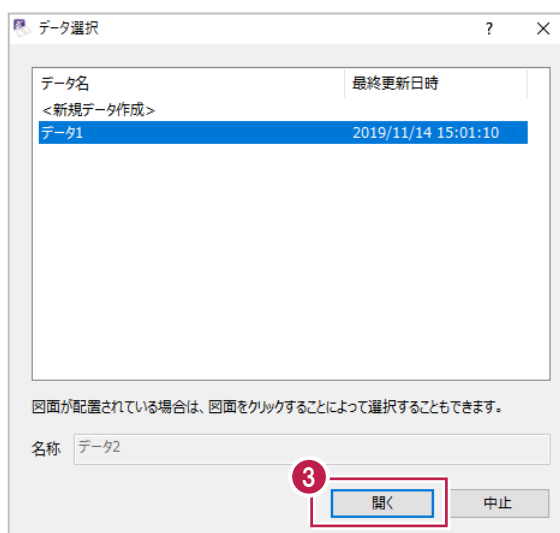 データ選択
? ×
データ名 最終更新日時
<新規データ作成>
データ1 2019/11/14 15:01:10
図面が配置されている場合は、図面をクリックすることによって選択することもできます。
名称 データ2
3
開く 中止